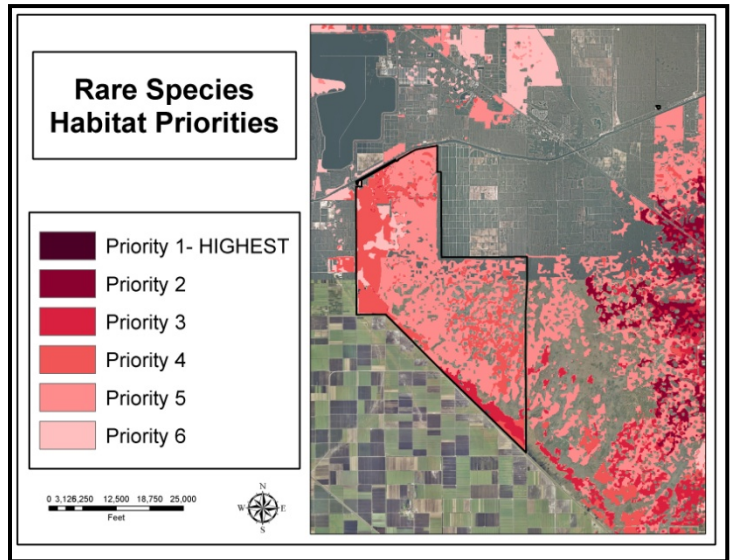 Rare Species
Habitat Priorities
Priority 1- HIGHEST
Priority 2
Priority 3
Priority 4
Priority 5
Priority 6
0 3,1256,250 12,500 18,750 25,000
Feet
N
W E
S